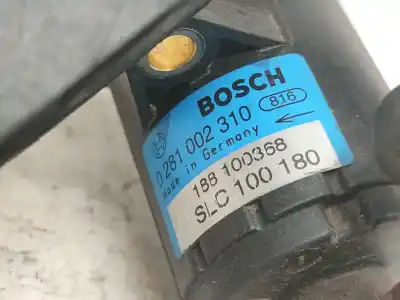 BOSCH
0 281 002 310 816
Made in Germany
188 100368
SLC 100 180